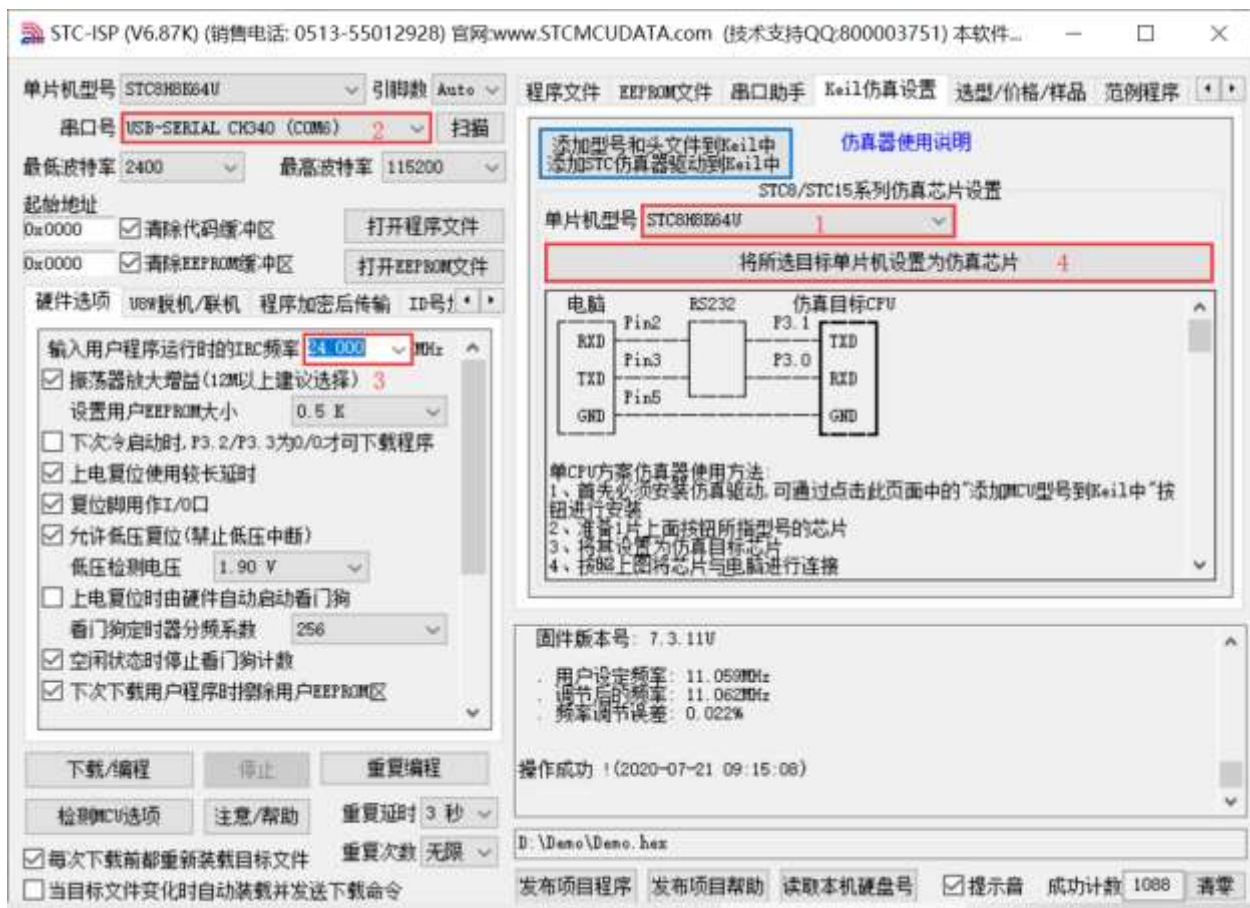 STC-ISP (V6.87K) (销售电话: 0513-55012928) 官网:www.STCMCUDATA.com (技术支持QQ:800003751) 本软件...
单片机型号 STC8H8K64U 引脚数 Auto
串口号 USB-SERIAL CH340 (COM6) 2 扫描
最低波特率 2400 最高波特率 115200
起始地址
0x0000 清除代码缓冲区 打开程序文件
0x0000 清除EEPROM缓冲区 打开EEPROM文件
硬件选项 U8W脱机/联机 程序加密后传输 ID号
输入用户程序运行时的IRC频率 24.000 MHz
振荡器放大增益(12M以上建议选择) 3
设置用户EEPROM大小 0.5 K
下次冷启动时,P3.2/P3.3为0/0才可下载程序
上电复位使用较长延时
复位脚用作I/O口
允许低压复位(禁止低压中断)
低压检测电压 1.90 V
上电复位时由硬件自动启动看门狗
看门狗定时器分频系数 256
空闲状态时停止看门狗计数
下次下载用户程序时擦除用户EEPROM区
下载/编程 停止 重复编程
检测MCU选项 注意/帮助 重复延时 3 秒
每次下载前都重新装载目标文件 重复次数 无限
当目标文件变化时自动装载并发送下载命令
程序文件 EEPROM文件 串口助手 Keil仿真设置 选型/价格/样品 范例程序
添加型号和头文件到Keil中
添加STC仿真器驱动到Keil中
仿真器使用说明
STC8/STC15系列仿真芯片设置
单片机型号 STC8H8K64U 1
将所选目标单片机设置为仿真芯片 4
电脑 RS232 仿真目标CPU
Pin2 P3.1
RXD TXD
Pin3 P3.0
TXD RXD
Pin5
GND GND
单CPU方案仿真器使用方法:
1、首先必须安装仿真驱动,可通过点击此页面中的"添加MCU型号到Keil中"按
钮进行安装
2、准备1片上面按钮所指型号的芯片
3、将其设置为仿真目标芯片
4、按照上图将芯片与电脑进行连接
固件版本号: 7.3.11U
. 用户设定频率: 11.059MHz
. 调节后的频率: 11.062MHz
. 频率调节误差: 0.022%
操作成功 !(2020-07-21 09:15:08)
D:\Demo\Demo.hex
发布项目程序 发布项目帮助 读取本机硬盘号 提示音 成功计数 1088 清零